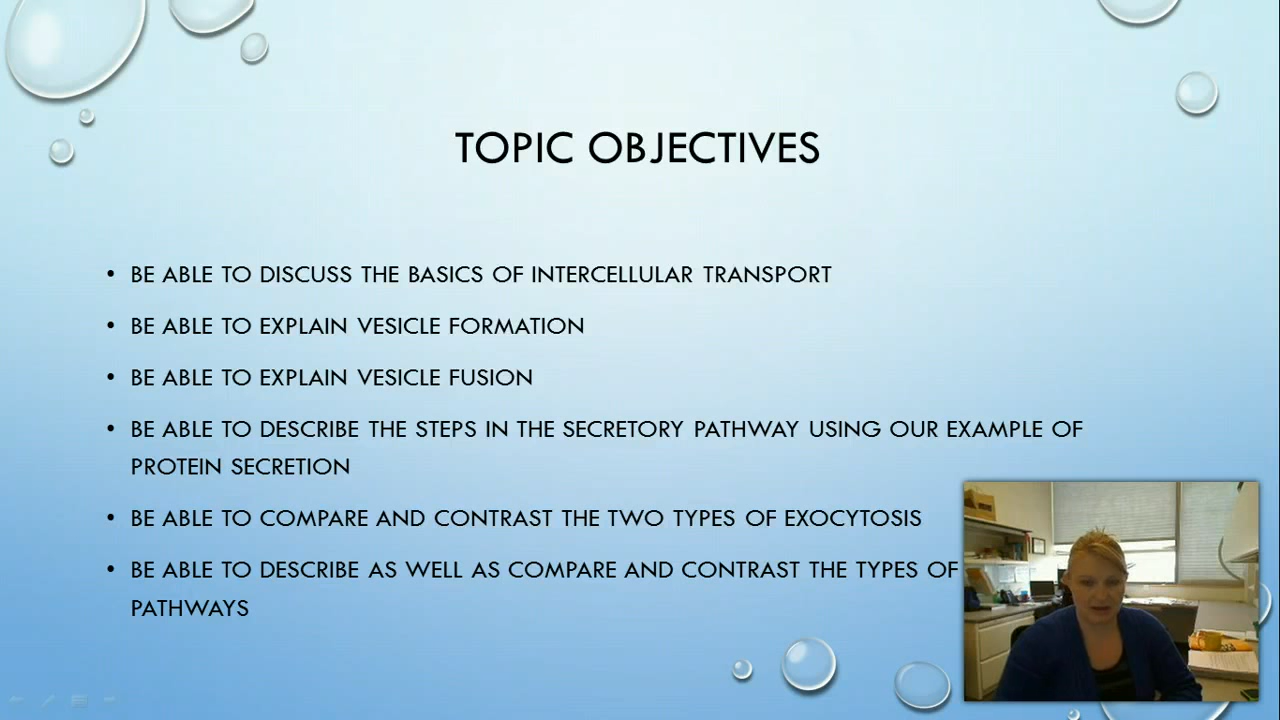 TOPIC OBJECTIVES
• BE ABLE TO DISCUSS THE BASICS OF INTERCELLULAR TRANSPORT
• BE ABLE TO EXPLAIN VESICLE FORMATION
• BE ABLE TO EXPLAIN VESICLE FUSION
• BE ABLE TO DESCRIBE THE STEPS IN THE SECRETORY PATHWAY USING OUR EXAMPLE OF
PROTEIN SECRETION
• BE ABLE TO COMPARE AND CONTRAST THE TWO TYPES OF EXOCYTOSIS
• BE ABLE TO DESCRIBE AS WELL AS COMPARE AND CONTRAST THE TYPES OF
PATHWAYS